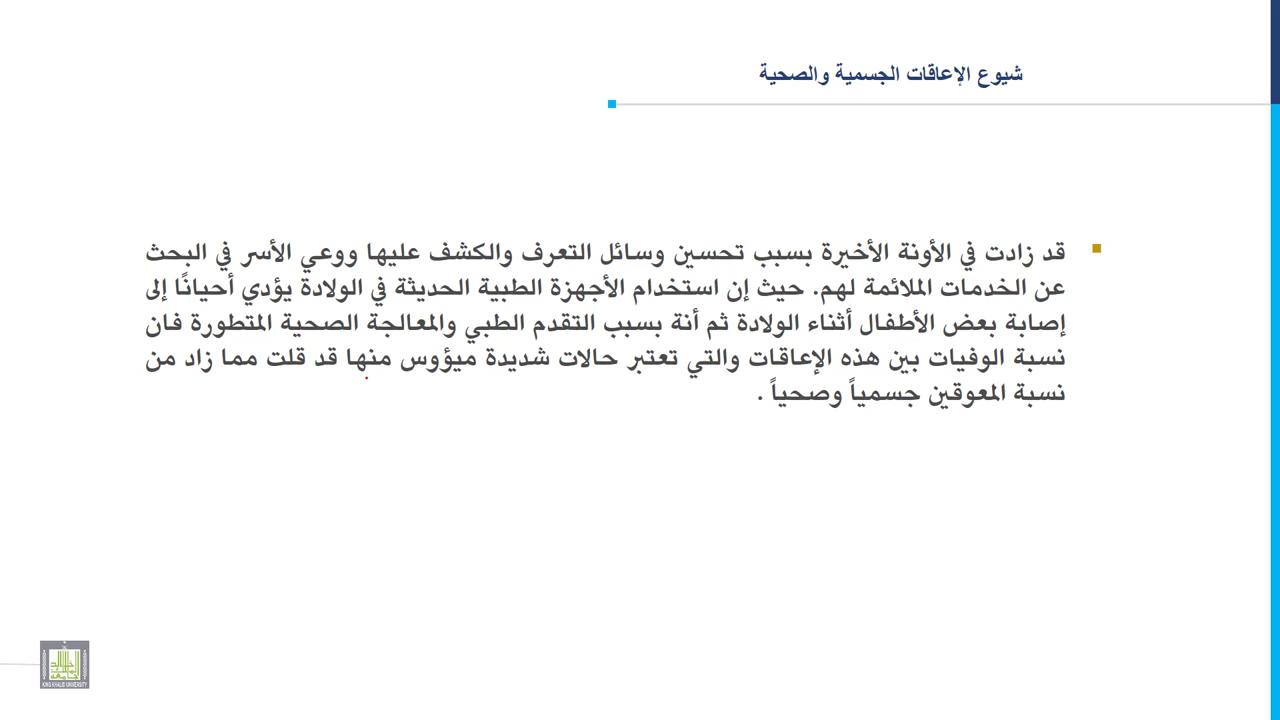 شيوع الإعاقات الجسمية والصحية
قد زادت في الأونة الأخيرة بسبب تحسين وسائل التعرف والكشف عليها ووعي الأسر في البحث
عن الخدمات الملائمة لهم. حيث إن استخدام الأجهزة الطبية الحديثة في الولادة يؤدي أحيانًا إلى
إصابة بعض الأطفال أثناء الولادة ثم أنة بسبب التقدم الطبي والمعالجة الصحية المتطورة فان
نسبة الوفيات بين هذه الإعاقات والتي تعتبر حالات شديدة ميؤوس منها قد قلت مما زاد من
نسبة المعوقين جسمياً وصحياً .
KING KHALID UNIVERSITY